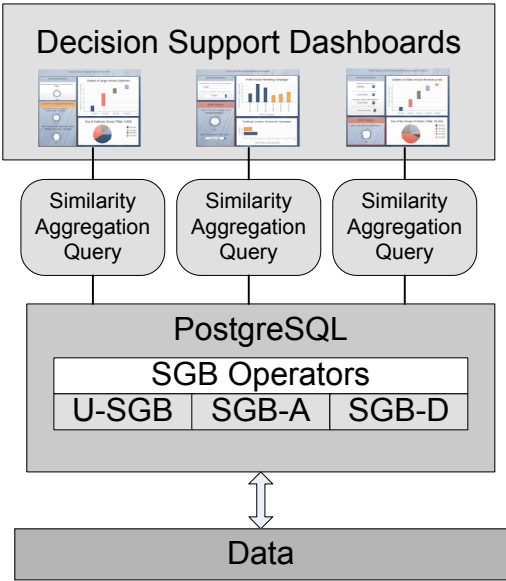 Decision Support Dashboards
Similarity
Aggregation
Query
Similarity
Aggregation
Query
Similarity
Aggregation
Query
PostgreSQL
SGB Operators
U-SGB SGB-A SGB-D
Data